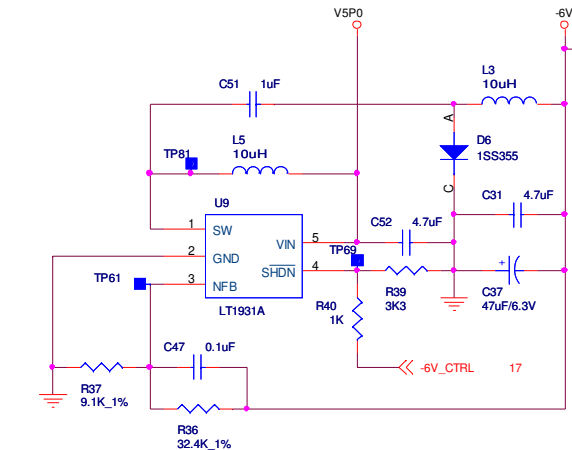 V5P0
-6V
C51
1uF
L3
10uH
A
TP81
L5
10uH
D6
1SS355
C
U9
C31
4.7uF
C52
4.7uF
1
SW
2
GND
3
NFB
VIN
5
SHDN
4
TP69
TP61
LT1931A
R39
3K3
+
C37
47uF/6.3V
R40
1K
C47
0.1uF
-6V_CTRL
17
R37
9.1K_1%
R36
32.4K_1%